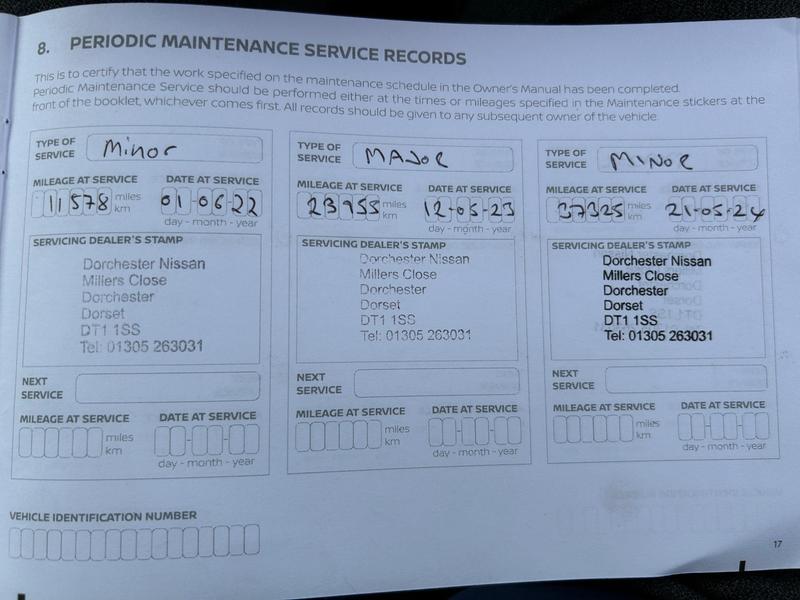 8. PERIODIC MAINTENANCE SERVICE RECORDS
This is to certify that the work specified on the maintenance schedule in the Owner's Manual has been completed.
Periodic Maintenance Service should be performed either at the times or mileages specified in the Maintenance stickers at the
front of the booklet, whichever comes first. All records should be given to any subsequent owner of the vehicle.
TYPE OF
SERVICE
Minor
MILEAGE AT SERVICE DATE AT SERVICE
11578 miles
km
01-06-22
day - month - year
SERVICING DEALER'S STAMP
Dorchester Nissan
Millers Close
Dorchester
Dorset
DT1 1SS
Tel: 01305 263031
NEXT
SERVICE
MILEAGE AT SERVICE DATE AT SERVICE
miles
km
day - month - year
TYPE OF
SERVICE
MAJOR
MILEAGE AT SERVICE DATE AT SERVICE
23955 miles
km
12-05-23
day - month - year
SERVICING DEALER'S STAMP
Dorchester Nissan
Millers Close
Dorchester
Dorset
DT1 1SS
Tel: 01305 263031
NEXT
SERVICE
MILEAGE AT SERVICE DATE AT SERVICE
miles
km
day - month - year
TYPE OF
SERVICE
MINOR
MILEAGE AT SERVICE DATE AT SERVICE
37325 miles
km
21-05-24
day - month - year
SERVICING DEALER'S STAMP
Dorchester Nissan
Millers Close
Dorchester
Dorset
DT1 1SS
Tel: 01305 263031
NEXT
SERVICE
MILEAGE AT SERVICE DATE AT SERVICE
miles
km
day - month - year
VEHICLE IDENTIFICATION NUMBER
17